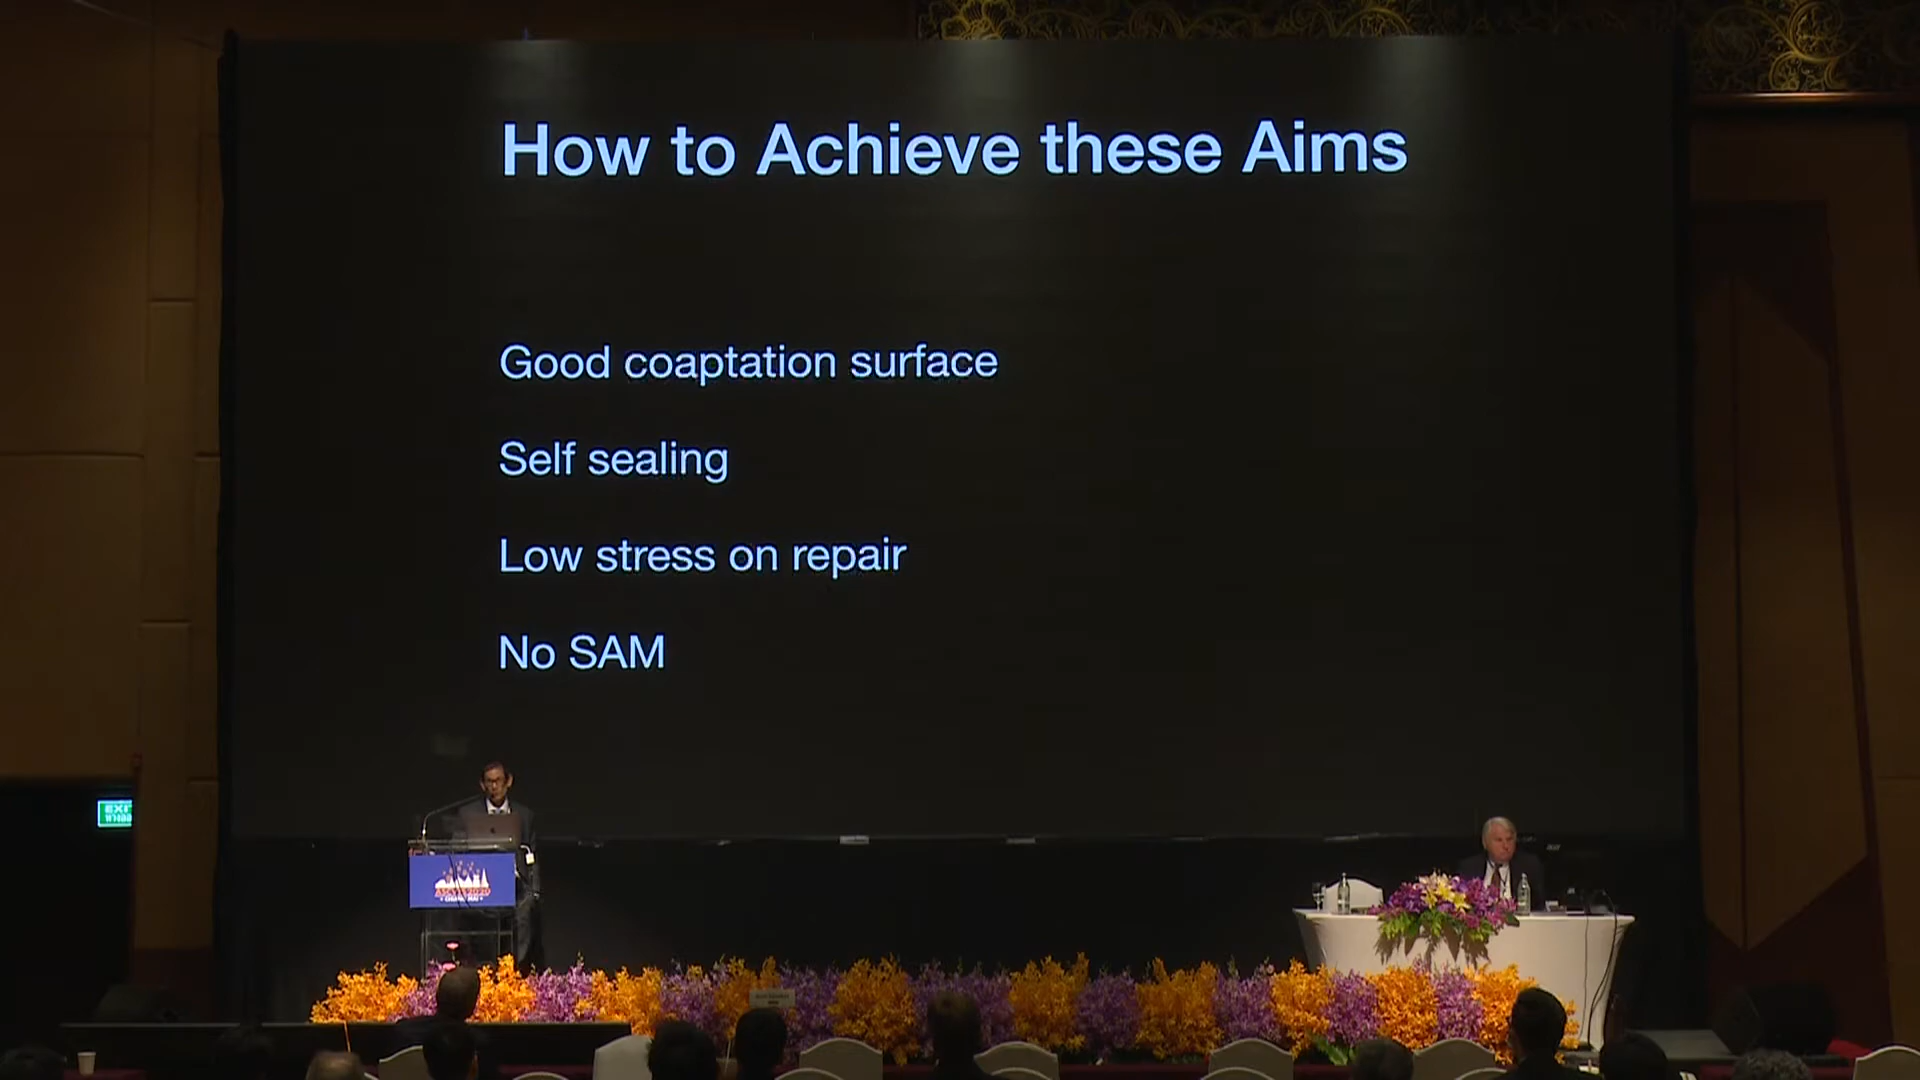 How to Achieve these Aims
Good coaptation surface
Self sealing
Low stress on repair
No SAM